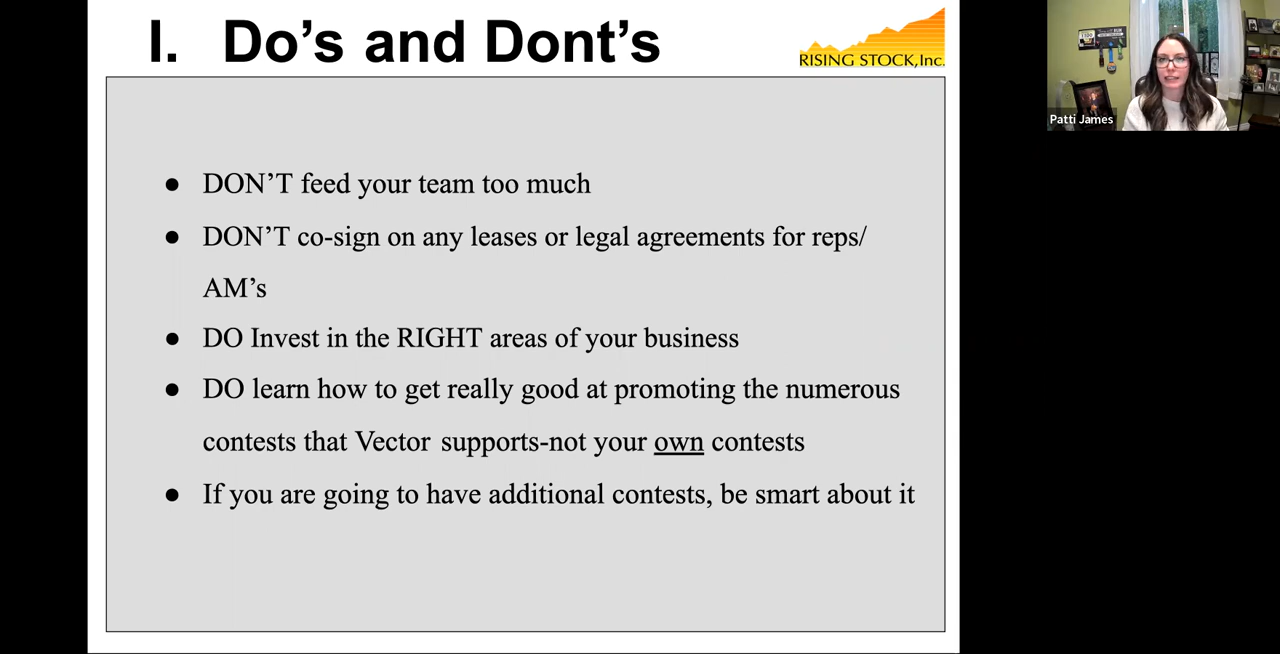 I. Do’s and Dont’s
RISING STOCK, Inc.
Patti James
● DON’T feed your team too much
● DON’T co-sign on any leases or legal agreements for reps/
AM’s
● DO Invest in the RIGHT areas of your business
● DO learn how to get really good at promoting the numerous
contests that Vector supports-not your own contests
● If you are going to have additional contests, be smart about it